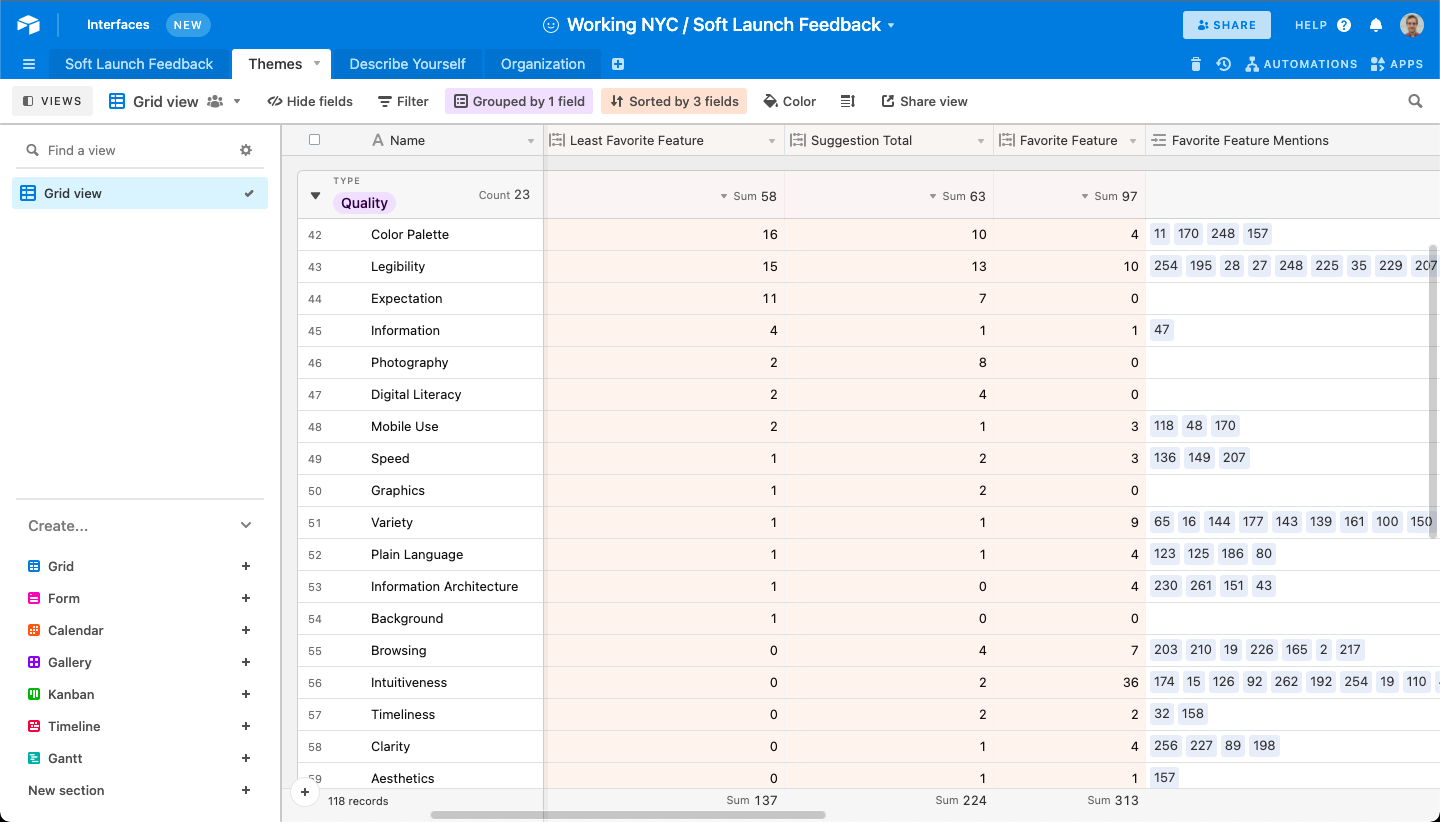 Interfaces NEW Working NYC / Soft Launch Feedback SHARE HELP
Soft Launch Feedback Themes Describe Yourself Organization AUTOMATIONS APPS
VIEWS Grid view Hide fields Filter Grouped by 1 field Sorted by 3 fields Color Share view
Find a view
Grid view
Create...
Grid
Form
Calendar
Gallery
Kanban
Timeline
Gantt
New section
Name Least Favorite Feature Suggestion Total Favorite Feature Favorite Feature Mentions
TYPE
Quality Count 23 Sum 58 Sum 63 Sum 97
42 Color Palette 16 10 4 11 170 248 157
43 Legibility 15 13 10 254 195 28 27 248 225 35 229 207
44 Expectation 11 7 0
45 Information 4 1 1 47
46 Photography 2 8 0
47 Digital Literacy 2 4 0
48 Mobile Use 2 1 3 118 48 170
49 Speed 1 2 3 136 149 207
50 Graphics 1 2 0
51 Variety 1 1 9 65 16 144 177 143 139 161 100 150
52 Plain Language 1 1 4 123 125 186 80
53 Information Architecture 1 0 4 230 261 151 43
54 Background 1 0 0
55 Browsing 0 4 7 203 210 19 226 165 2 217
56 Intuitiveness 0 2 36 174 15 126 92 262 192 254 19 110
57 Timeliness 0 2 2 32 158
58 Clarity 0 1 4 256 227 89 198
59 Aesthetics 0 1 1 157
118 records Sum 137 Sum 224 Sum 313